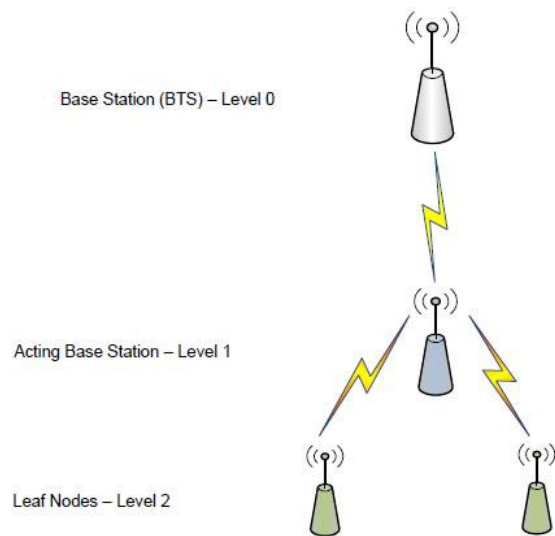 Base Station (BTS) – Level 0
Acting Base Station – Level 1
Leaf Nodes – Level 2